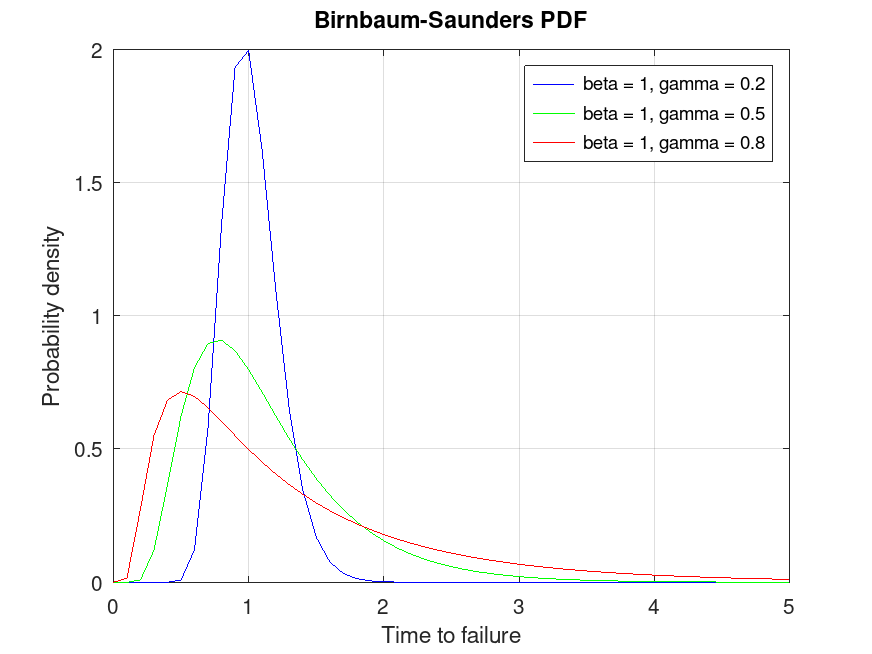 Birnbaum-Saunders PDF
beta = 1, gamma = 0.2
beta = 1, gamma = 0.5
beta = 1, gamma = 0.8
Probability density
2
1.5
1
0.5
0
0 1 2 3 4 5
Time to failure